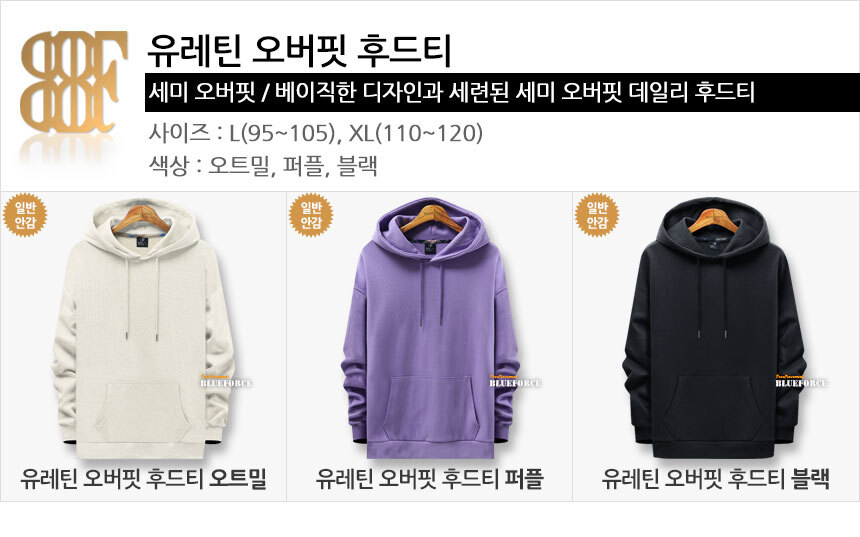 유레틴 오버핏 후드티
세미 오버핏 / 베이직한 디자인과 세련된 세미 오버핏 데일리 후드티
사이즈 : L(95~105), XL(110~120)
색상 : 오트밀, 퍼플, 블랙
일반
안감
일반
안감
일반
안감
BLUEFORCE
BLUEFORCE
BLUEFORCE
유레틴 오버핏 후드티 오트밀
유레틴 오버핏 후드티 퍼플
유레틴 오버핏 후드티 블랙